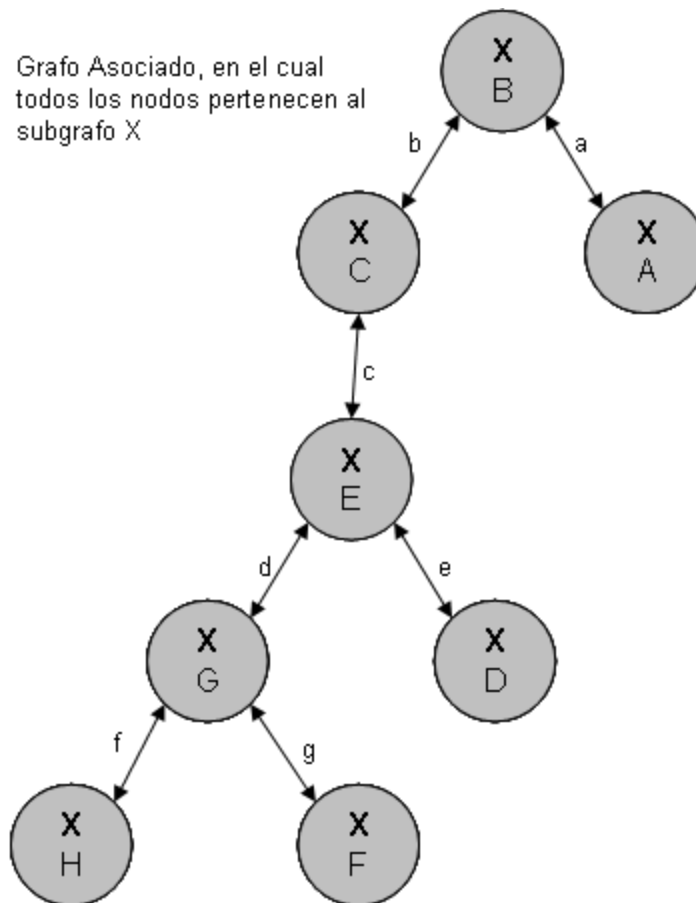 Grafo Asociado, en el cual
todos los nodos pertenecen al
subgrafo X
X
B
b
a
X
C
X
A
c
X
E
d
e
X
G
X
D
f
g
X
H
X
F